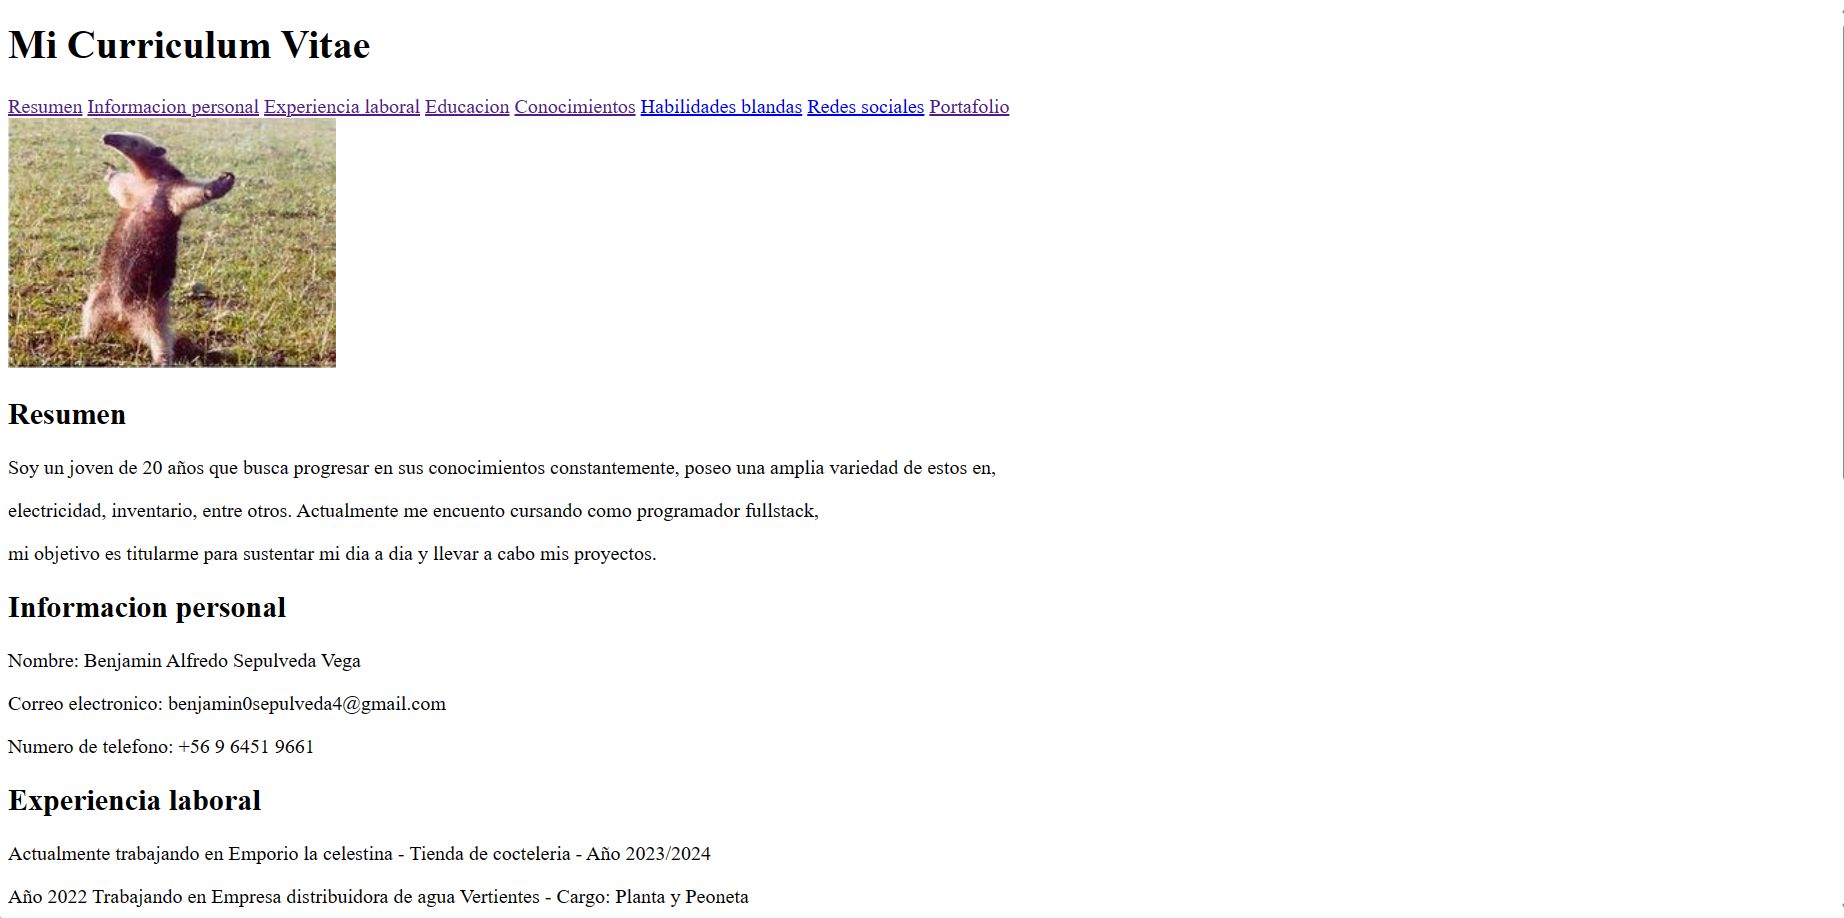 Mi Curriculum Vitae
Resumen Informacion personal Experiencia laboral Educacion Conocimientos Habilidades blandas Redes sociales Portafolio
Resumen
Soy un joven de 20 años que busca progresar en sus conocimientos constantemente, poseo una amplia variedad de estos en,
electricidad, inventario, entre otros. Actualmente me encuento cursando como programador fullstack,
mi objetivo es titularme para sustentar mi dia a dia y llevar a cabo mis proyectos.
Informacion personal
Nombre: Benjamin Alfredo Sepulveda Vega
Correo electronico: benjamin0sepulveda4@gmail.com
Numero de telefono: +56 9 6451 9661
Experiencia laboral
Actualmente trabajando en Emporio la celestina - Tienda de cocteleria - Año 2023/2024
Año 2022 Trabajando en Empresa distribuidora de agua Vertientes - Cargo: Planta y Peoneta